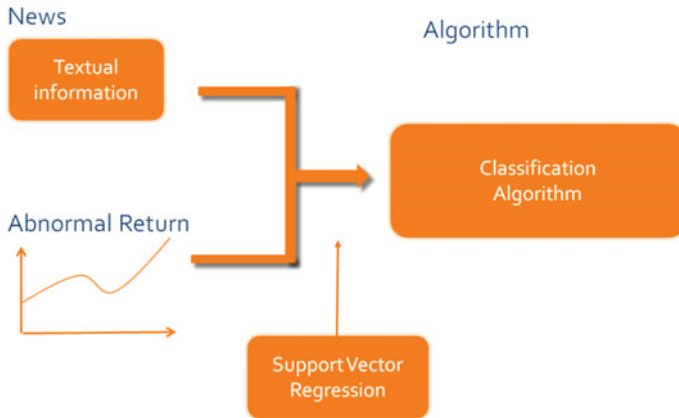 News
Textual
information
Algorithm
Classification
Algorithm
Abnormal Return
Support Vector
Regression